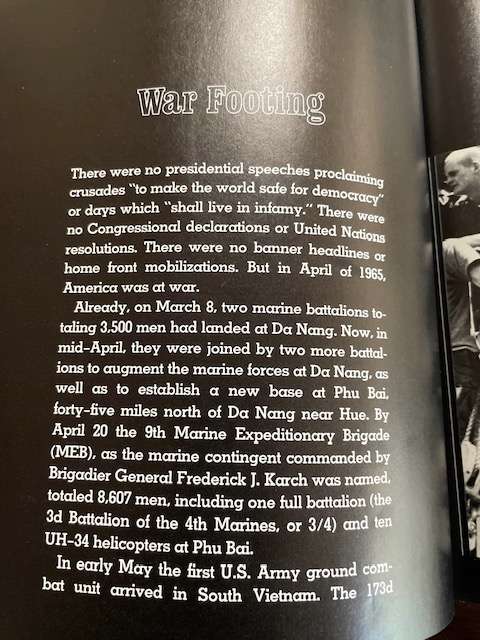 War Footing
There were no presidential speeches proclaiming
crusades "to make the world safe for democracy"
or days which "shall live in infamy." There were
no Congressional declarations or United Nations
resolutions. There were no banner headlines or
home front mobilizations. But in April of 1965,
America was at war.
Already, on March 8, two marine battalions to-
taling 3,500 men had landed at Da Nang. Now, in
mid-April, they were joined by two more battal-
ions to augment the marine forces at Da Nang, as
well as to establish a new base at Phu Bai,
forty-five miles north of Da Nang near Hue. By
April 20 the 9th Marine Expeditionary Brigade
(MEB), as the marine contingent commanded by
Brigadier General Frederick J. Karch was named,
totaled 8,607 men, including one full battalion (the
3d Battalion of the 4th Marines, or 3/4) and ten
UH-34 helicopters at Phu Bai.
In early May the first U.S. Army ground com-
bat unit arrived in South Vietnam. The 173d